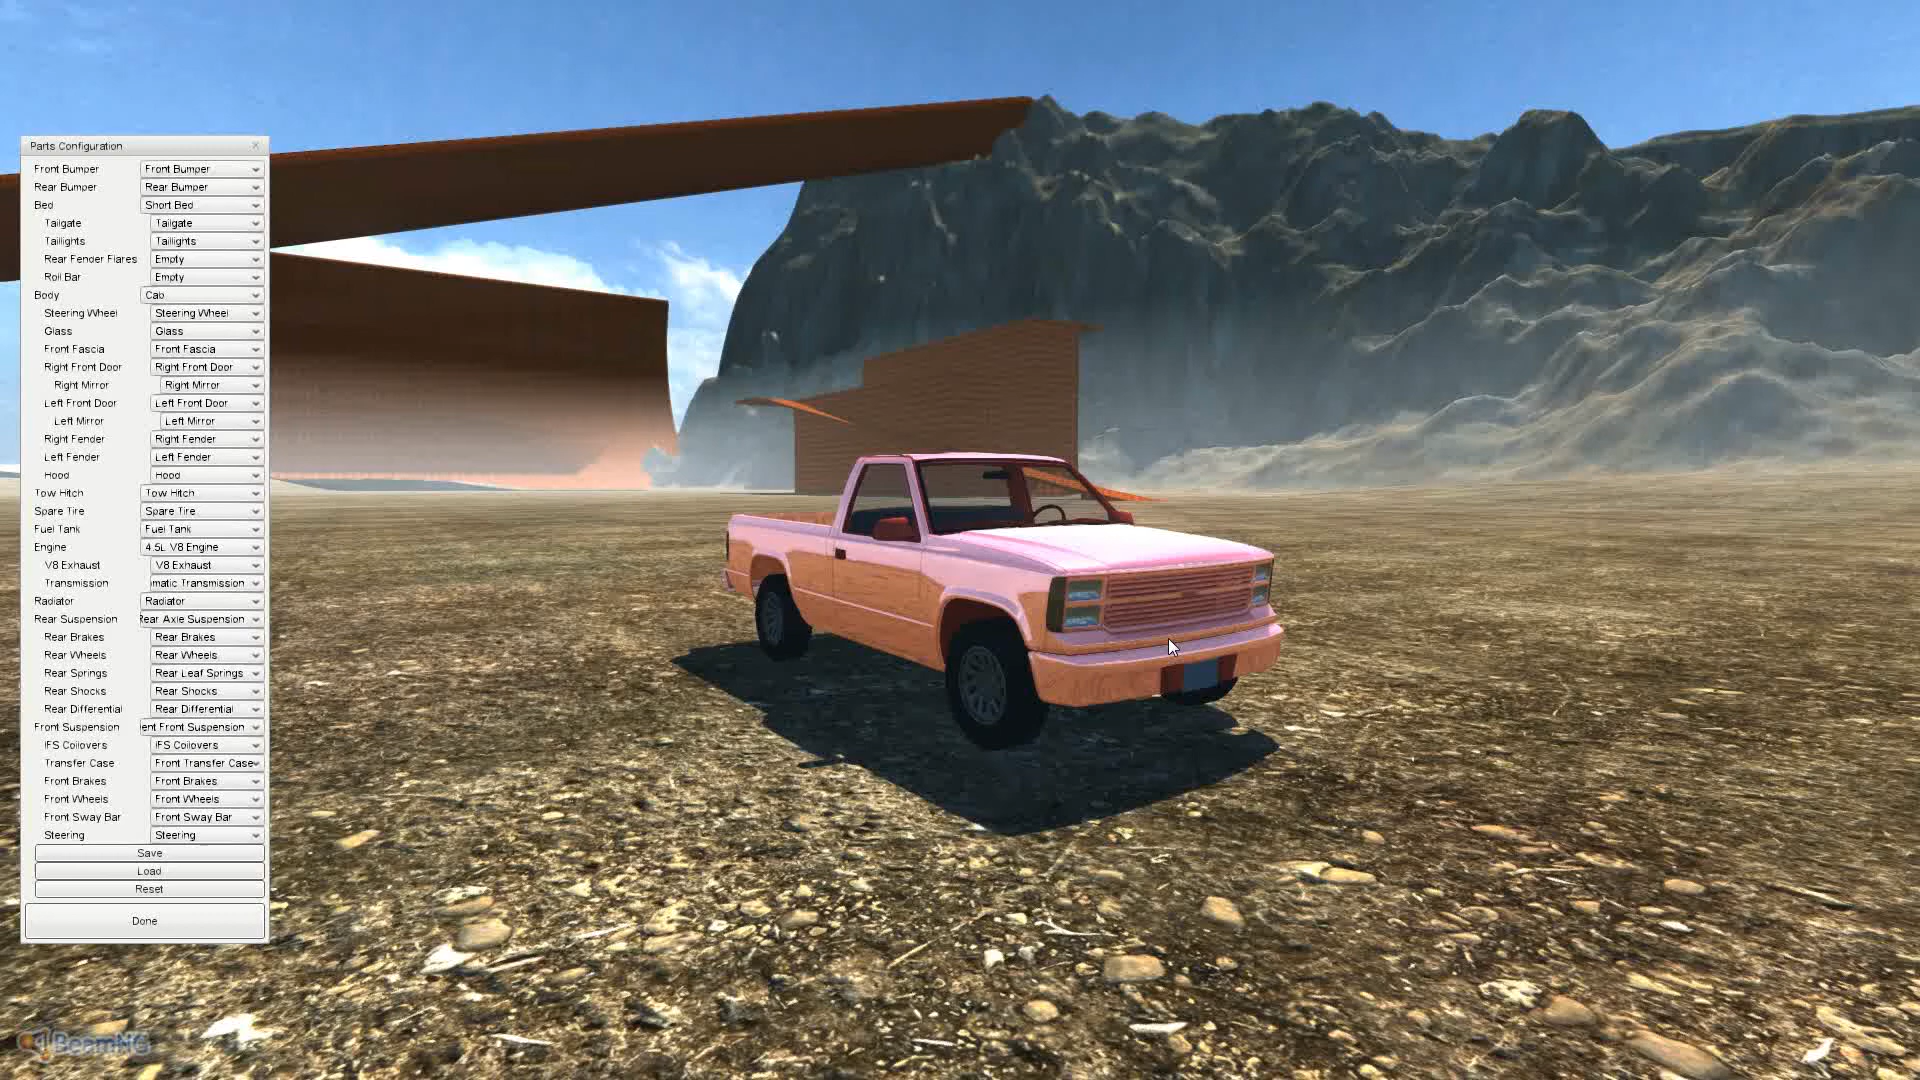 Parts Configuration
Front Bumper Front Bumper
Rear Bumper Rear Bumper
Bed Short Bed
Tailgate Tailgate
Taillights Taillights
Rear Fender Flares Empty
Roll Bar Empty
Body Cab
Steering Wheel Steering Wheel
Glass Glass
Front Fascia Front Fascia
Right Front Door Right Front Door
Right Mirror Right Mirror
Left Front Door Left Front Door
Left Mirror Left Mirror
Right Fender Right Fender
Left Fender Left Fender
Hood Hood
Tow Hitch Tow Hitch
Spare Tire Spare Tire
Fuel Tank Fuel Tank
Engine 4.5L V8 Engine
V8 Exhaust V8 Exhaust
Transmission matic Transmission
Radiator Radiator
Rear Suspension Rear Axle Suspension
Rear Brakes Rear Brakes
Rear Wheels Rear Wheels
Rear Springs Rear Leaf Springs
Rear Shocks Rear Shocks
Rear Differential Rear Differential
Front Suspension ent Front Suspension
IFS Coilovers IFS Coilovers
Transfer Case Front Transfer Case
Front Brakes Front Brakes
Front Wheels Front Wheels
Front Sway Bar Front Sway Bar
Steering Steering
Save
Load
Reset
Done
BeamNG